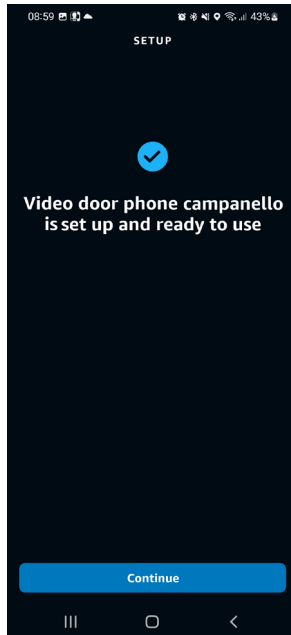 08:59 43%
SETUP
Video door phone campanello
is set up and ready to use
Continue